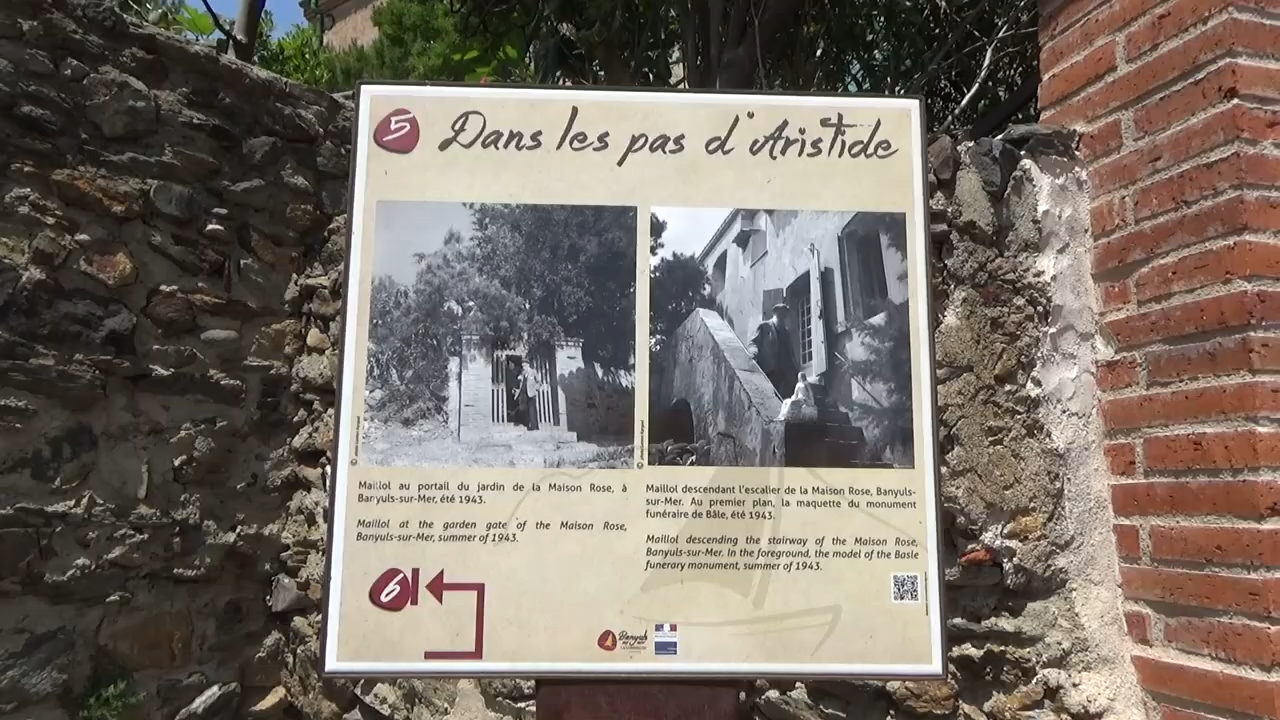 5
Dans les pas d'Aristide
Maillol au portail du jardin de la Maison Rose, à
Banyuls-sur-Mer, été 1943.
Maillol at the garden gate of the Maison Rose,
Banyuls-sur-Mer, summer of 1943.
Maillol descendant l'escalier de la Maison Rose, Banyuls-
sur-Mer. Au premier plan, la maquette du monument
funéraire de Bâle, été 1943.
Maillol descending the stairway of the Maison Rose,
Banyuls-sur-Mer. In the foreground, the model of the Basle
funerary monument, summer of 1943.
6
Banyuls